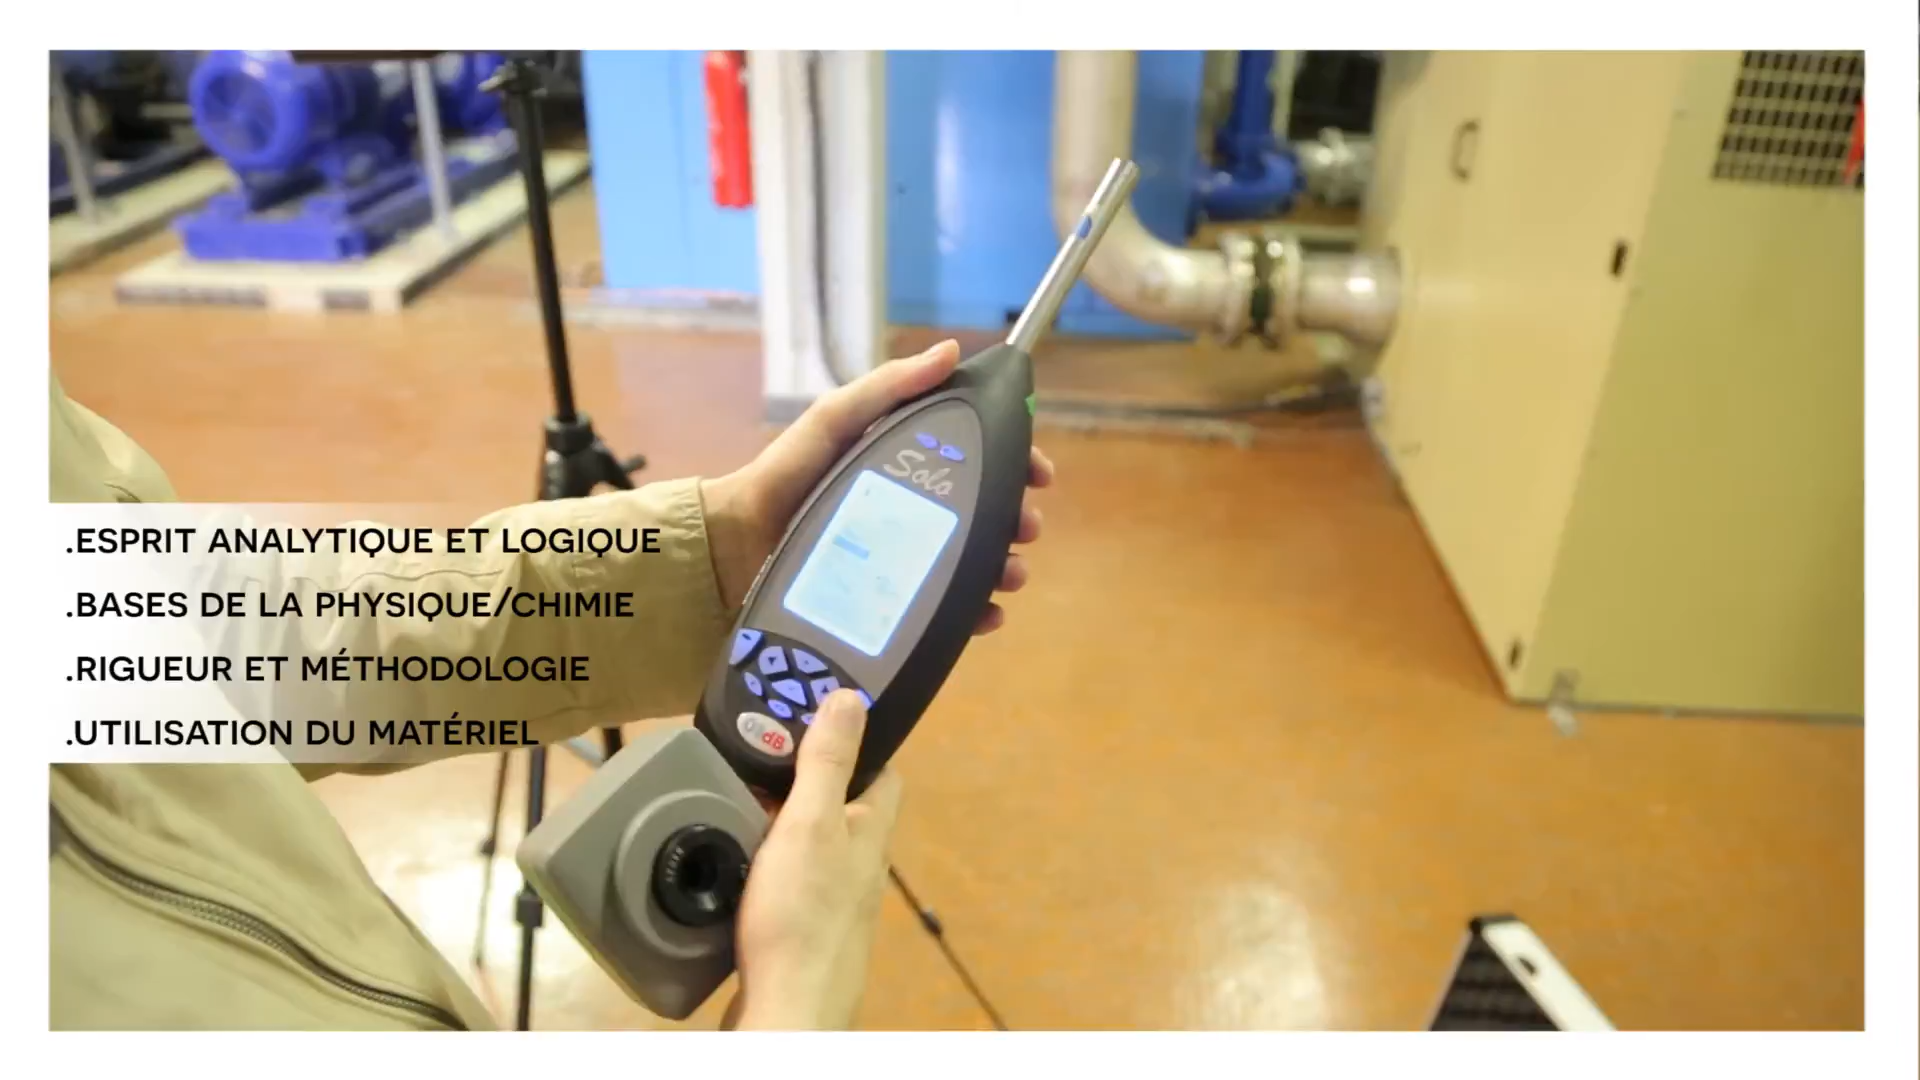 Solo
.ESPRIT ANALYTIQUE ET LOGIQUE
.BASES DE LA PHYSIQUE/CHIMIE
.RIGUEUR ET MÉTHODOLOGIE
.UTILISATION DU MATÉRIEL
01dB